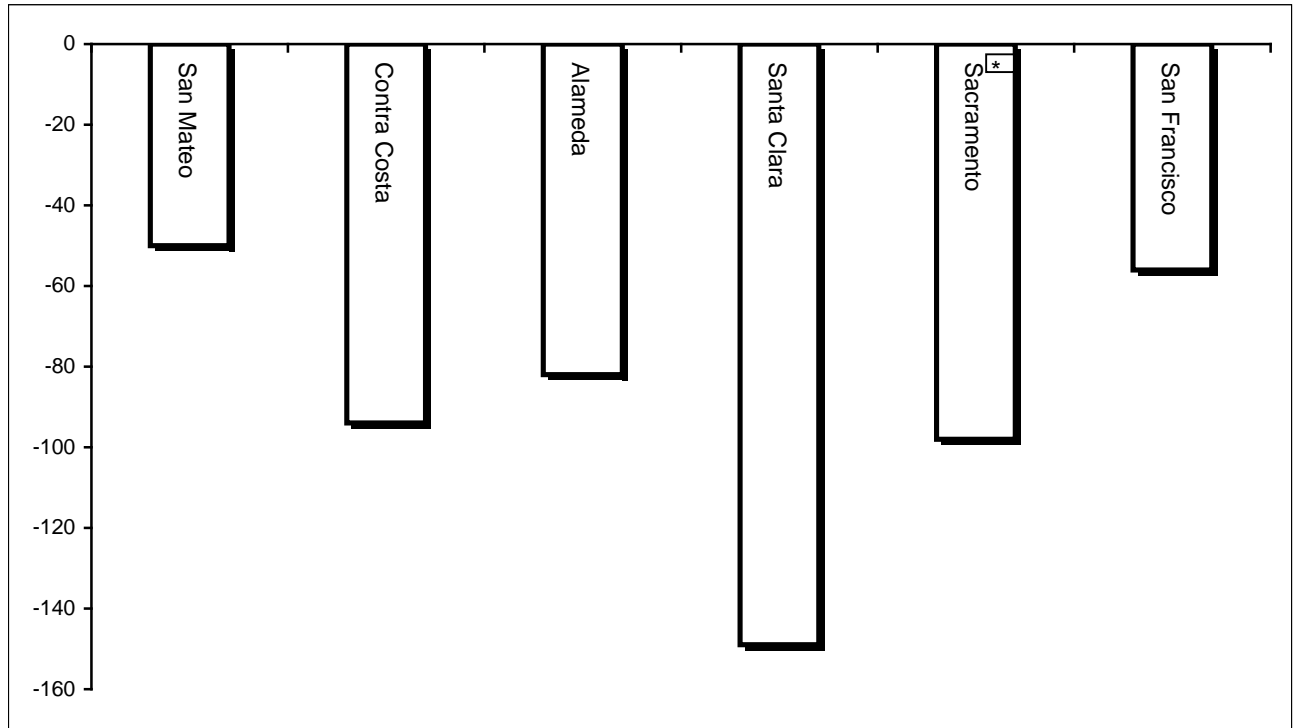 0
-20
-40
-60
-80
-100
-120
-140
-160
San Mateo
Contra Costa
Alameda
Santa Clara
Sacramento
*
San Francisco